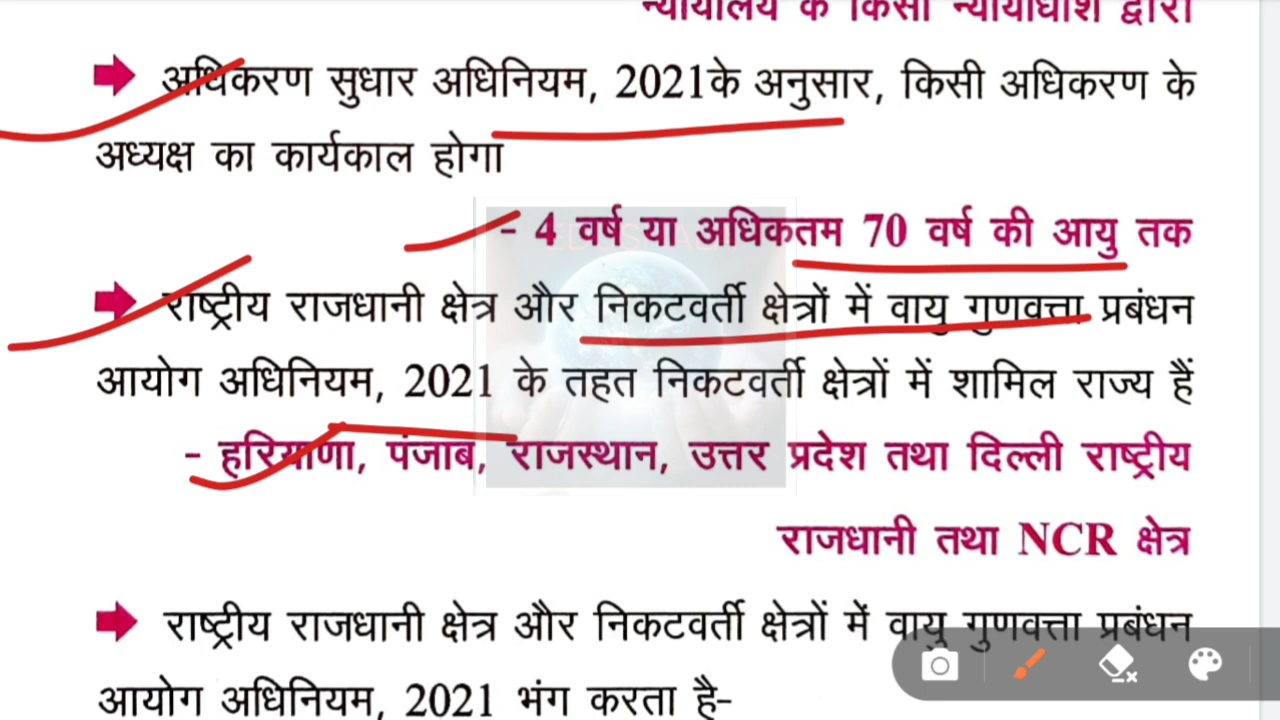 न्यायालय के किसी न्यायाधीश द्वारा
अधिकरण सुधार अधिनियम, 2021के अनुसार, किसी अधिकरण के
अध्यक्ष का कार्यकाल होगा
- 4 वर्ष या अधिकतम 70 वर्ष की आयु तक
राष्ट्रीय राजधानी क्षेत्र और निकटवर्ती क्षेत्रों में वायु गुणवत्ता प्रबंधन
आयोग अधिनियम, 2021 के तहत निकटवर्ती क्षेत्रों में शामिल राज्य हैं
- हरियाणा, पंजाब, राजस्थान, उत्तर प्रदेश तथा दिल्ली राष्ट्रीय
राजधानी तथा NCR क्षेत्र
राष्ट्रीय राजधानी क्षेत्र और निकटवर्ती क्षेत्रों में वायु गुणवत्ता प्रबंधन
आयोग अधिनियम, 2021 भंग करता है-